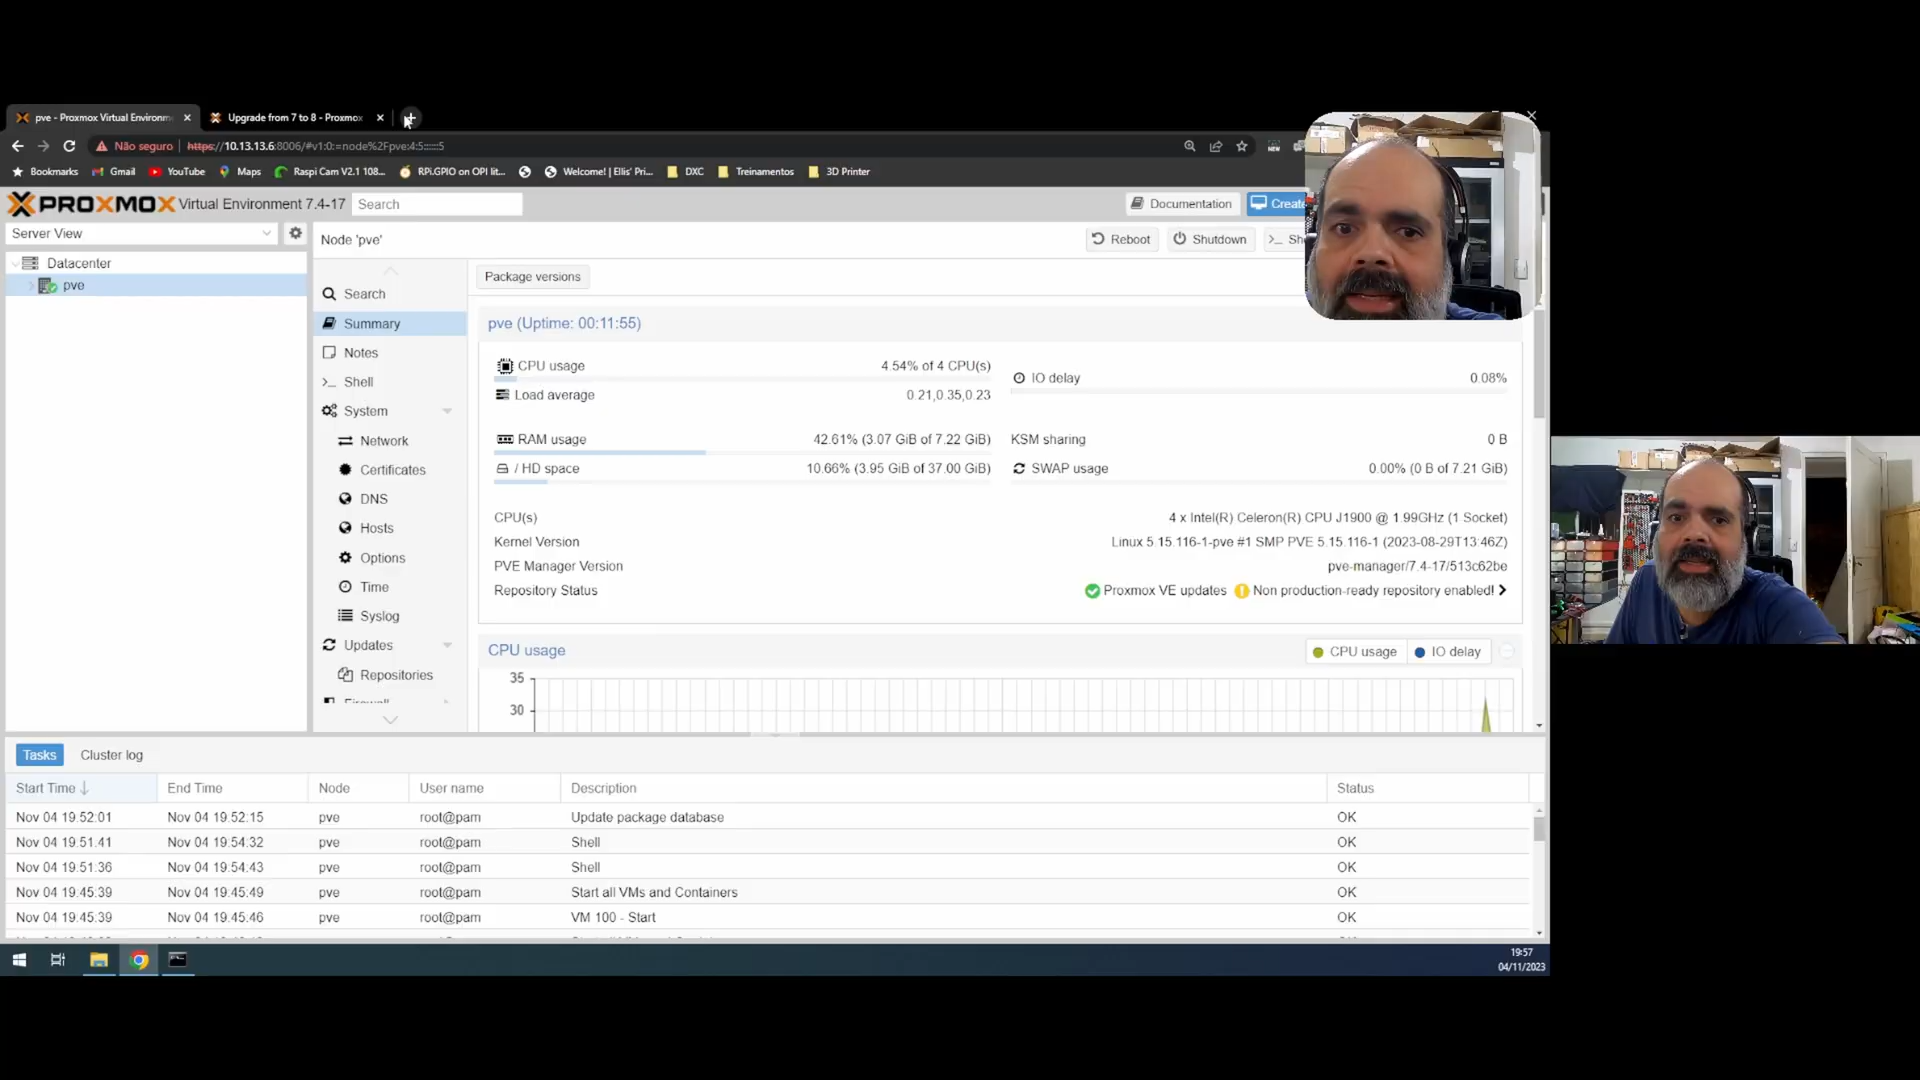 pve - Proxmox Virtual Environm
Upgrade from 7 to 8 - Proxmox
Não seguro
https://10.13.13.6:8006/#v1:0:=node%2Fpve:4:5::::::5
Bookmarks
Gmail
YouTube
Maps
Raspi Cam V2.1 108...
RPi.GPIO on OPI lit...
Welcome! | Ellis' Pri...
DXC
Treinamentos
3D Printer
PROXMOX Virtual Environment 7.4-17
Search
Documentation
Create
Server View
Node 'pve'
Reboot
Shutdown
Datacenter
pve
Search
Summary
Notes
Shell
System
Network
Certificates
DNS
Hosts
Options
Time
Syslog
Updates
Repositories
Package versions
pve (Uptime: 00:11:55)
CPU usage 4.54% of 4 CPU(s)
Load average 0.21,0.35,0.23
IO delay 0.08%
RAM usage 42.61% (3.07 GiB of 7.22 GiB)
KSM sharing 0 B
/ HD space 10.66% (3.95 GiB of 37.00 GiB)
SWAP usage 0.00% (0 B of 7.21 GiB)
CPU(s) 4 x Intel(R) Celeron(R) CPU J1900 @ 1.99GHz (1 Socket)
Kernel Version Linux 5.15.116-1-pve #1 SMP PVE 5.15.116-1 (2023-08-29T13:46Z)
PVE Manager Version pve-manager/7.4-17/513c62be
Repository Status Proxmox VE updates Non production-ready repository enabled!
CPU usage
CPU usage
IO delay
35
30
Tasks
Cluster log
Start Time End Time Node User name Description Status
Nov 04 19:52:01 Nov 04 19:52:15 pve root@pam Update package database OK
Nov 04 19:51:41 Nov 04 19:54:32 pve root@pam Shell OK
Nov 04 19:51:36 Nov 04 19:54:43 pve root@pam Shell OK
Nov 04 19:45:39 Nov 04 19:45:49 pve root@pam Start all VMs and Containers OK
Nov 04 19:45:39 Nov 04 19:45:46 pve root@pam VM 100 - Start OK
19:57
04/11/2023